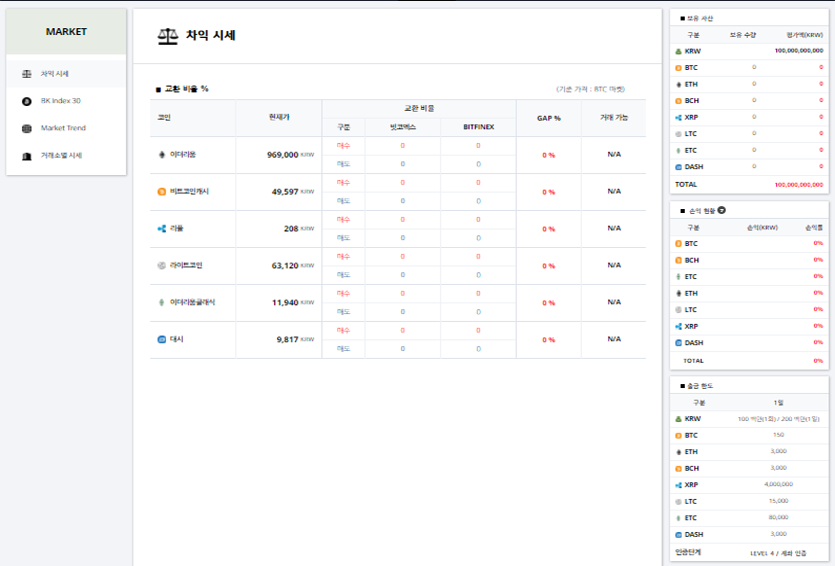 MARKET
차익 시세
BK Index 30
Market Trend
거래소별 시세
차익 시세
■ 교환 비율 %
(기준 가격 : BTC 마켓)
코인 현재가 교환 비율 GAP % 거래 가능
구분 빗코멕스 BITFINEX
이더리움 969,000 KRW 매수 0 0 0 % N/A
매도 0 0
비트코인캐시 49,597 KRW 매수 0 0 0 % N/A
매도 0 0
리플 208 KRW 매수 0 0 0 % N/A
매도 0 0
라이트코인 63,120 KRW 매수 0 0 0 % N/A
매도 0 0
이더리움클래식 11,940 KRW 매수 0 0 0 % N/A
매도 0 0
대시 9,817 KRW 매수 0 0 0 % N/A
매도 0 0
■ 보유 자산
구분 보유 수량 평가액(KRW)
KRW 100,000,000,000
BTC 0 0
ETH 0 0
BCH 0 0
XRP 0 0
LTC 0 0
ETC 0 0
DASH 0 0
TOTAL 100,000,000,000
■ 손익 현황
구분 손익(KRW) 손익률
BTC 0%
BCH 0%
ETC 0%
ETH 0%
LTC 0%
XRP 0%
DASH 0%
TOTAL 0%
■ 출금 한도
구분 1일
KRW 100 백만(1회) / 200 백만(1일)
BTC 150
ETH 3,000
BCH 3,000
XRP 4,000,000
LTC 15,000
ETC 80,000
DASH 3,000
인증단계 LEVEL 4 / 계좌 인증